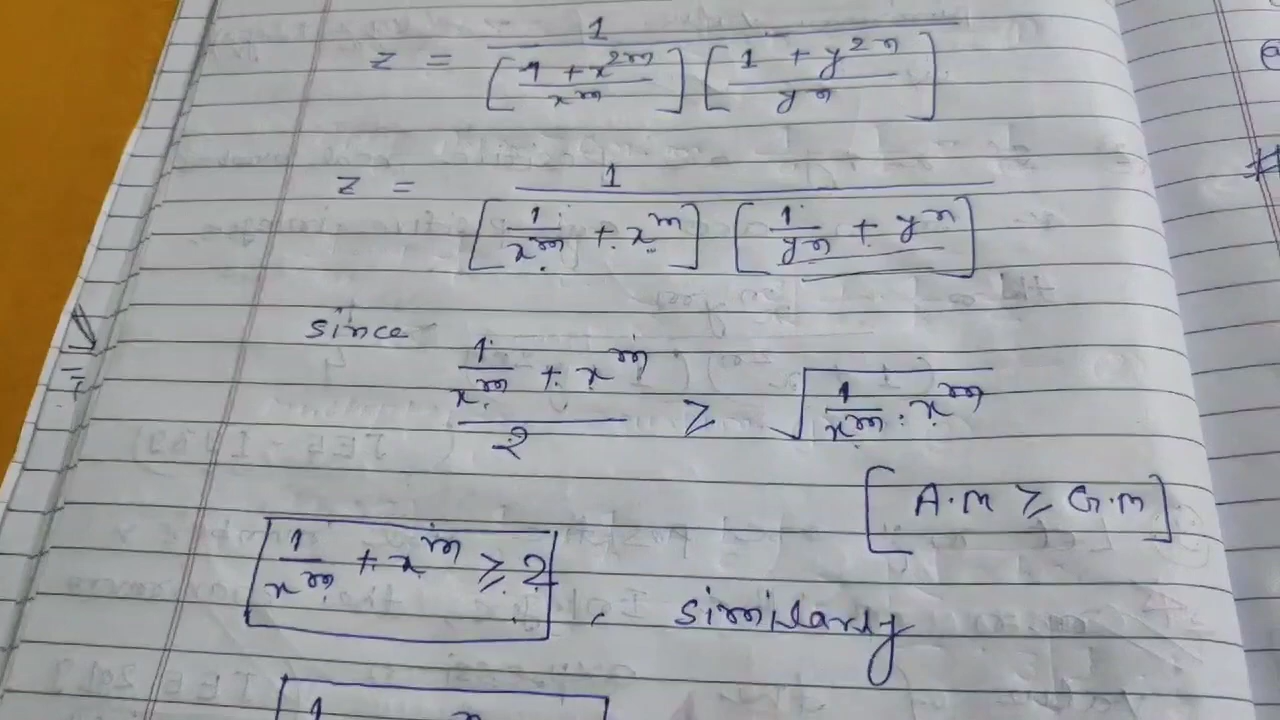 z = 1 / [(1 + x^2m) / x^m] [(1 + y^2n) / y^n]
z = 1 / [1/x^m + x^m] [1/y^n + y^n]
since
(1/x^m + x^m) / 2 ≥ √(1/x^m · x^m)
[A.M ≥ G.M]
1/x^m + x^m ≥ 2 , similarly